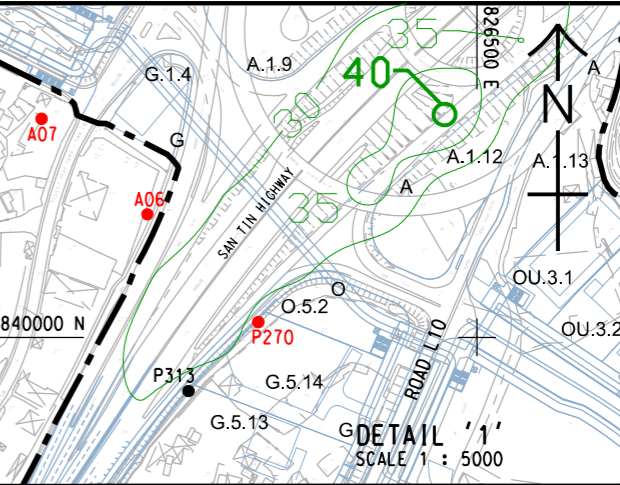 35
826500 E
40
A.1.9
G.1.4
A
N
30
A07
G
A.1.12
A.1.13
A06
A
35
SAN TIN HIGHWAY
OU.3.1
O
O.5.2
840000 N
P270
OU.3.2
ROAD L10
P313
G.5.14
G.5.13
G
DETAIL '1'
SCALE 1 : 5000